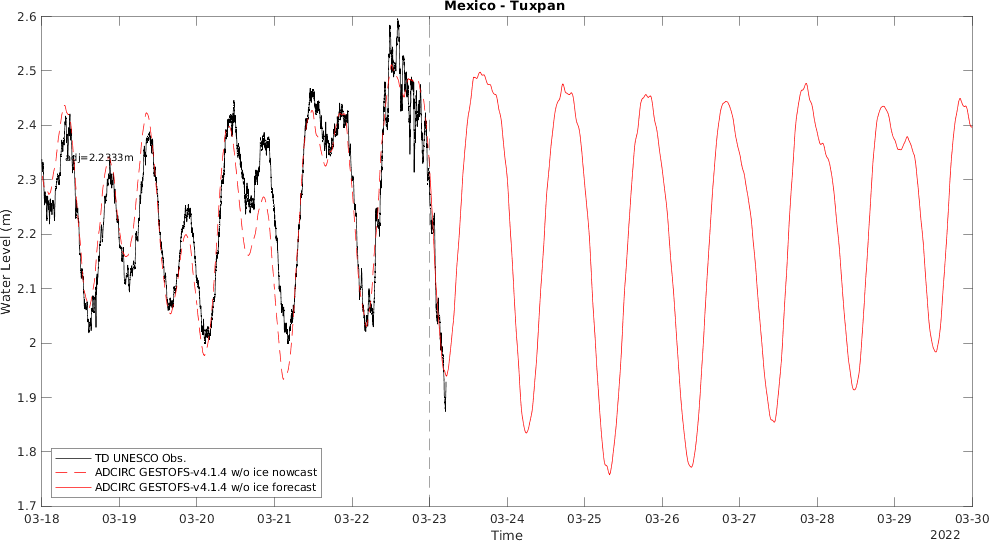 Mexico - Tuxpan
2.6
2.5
2.4
2.3
2.2
2.1
2
1.9
1.8
1.7
Water Level (m)
adj=2.2333m
TD UNESCO Obs.
ADCIRC GESTOFS-v4.1.4 w/o ice nowcast
ADCIRC GESTOFS-v4.1.4 w/o ice forecast
03-18 03-19 03-20 03-21 03-22 03-23 03-24 03-25 03-26 03-27 03-28 03-29 03-30
Time
2022